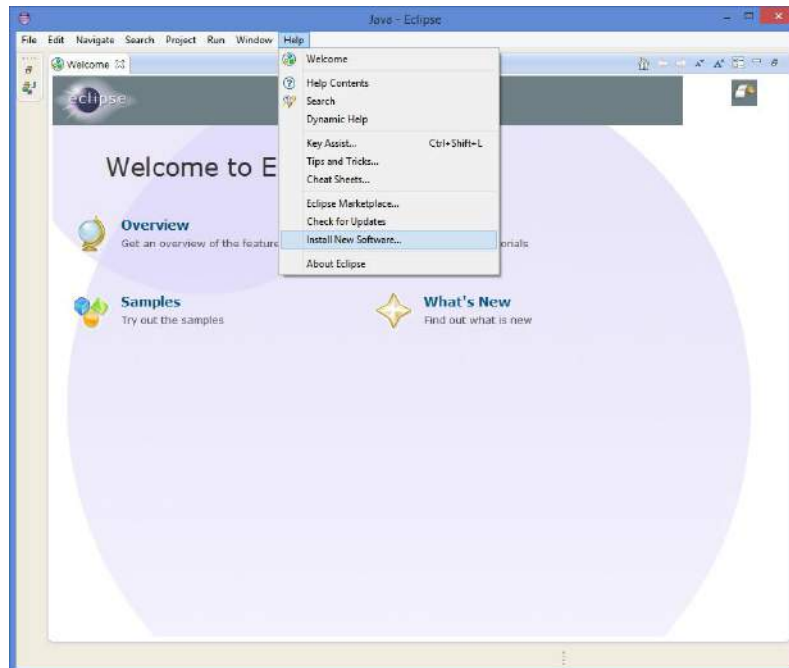 Java - Eclipse
File Edit Navigate Search Project Run Window Help
Welcome
eclipse
Welcome to E
Overview
Get an overview of the feature
Samples
Try out the samples
Welcome
Help Contents
Search
Dynamic Help
Key Assist... Ctrl+Shift+L
Tips and Tricks...
Cheat Sheets...
Eclipse Marketplace...
Check for Updates
Install New Software...
About Eclipse
orials
What's New
Find out what is new